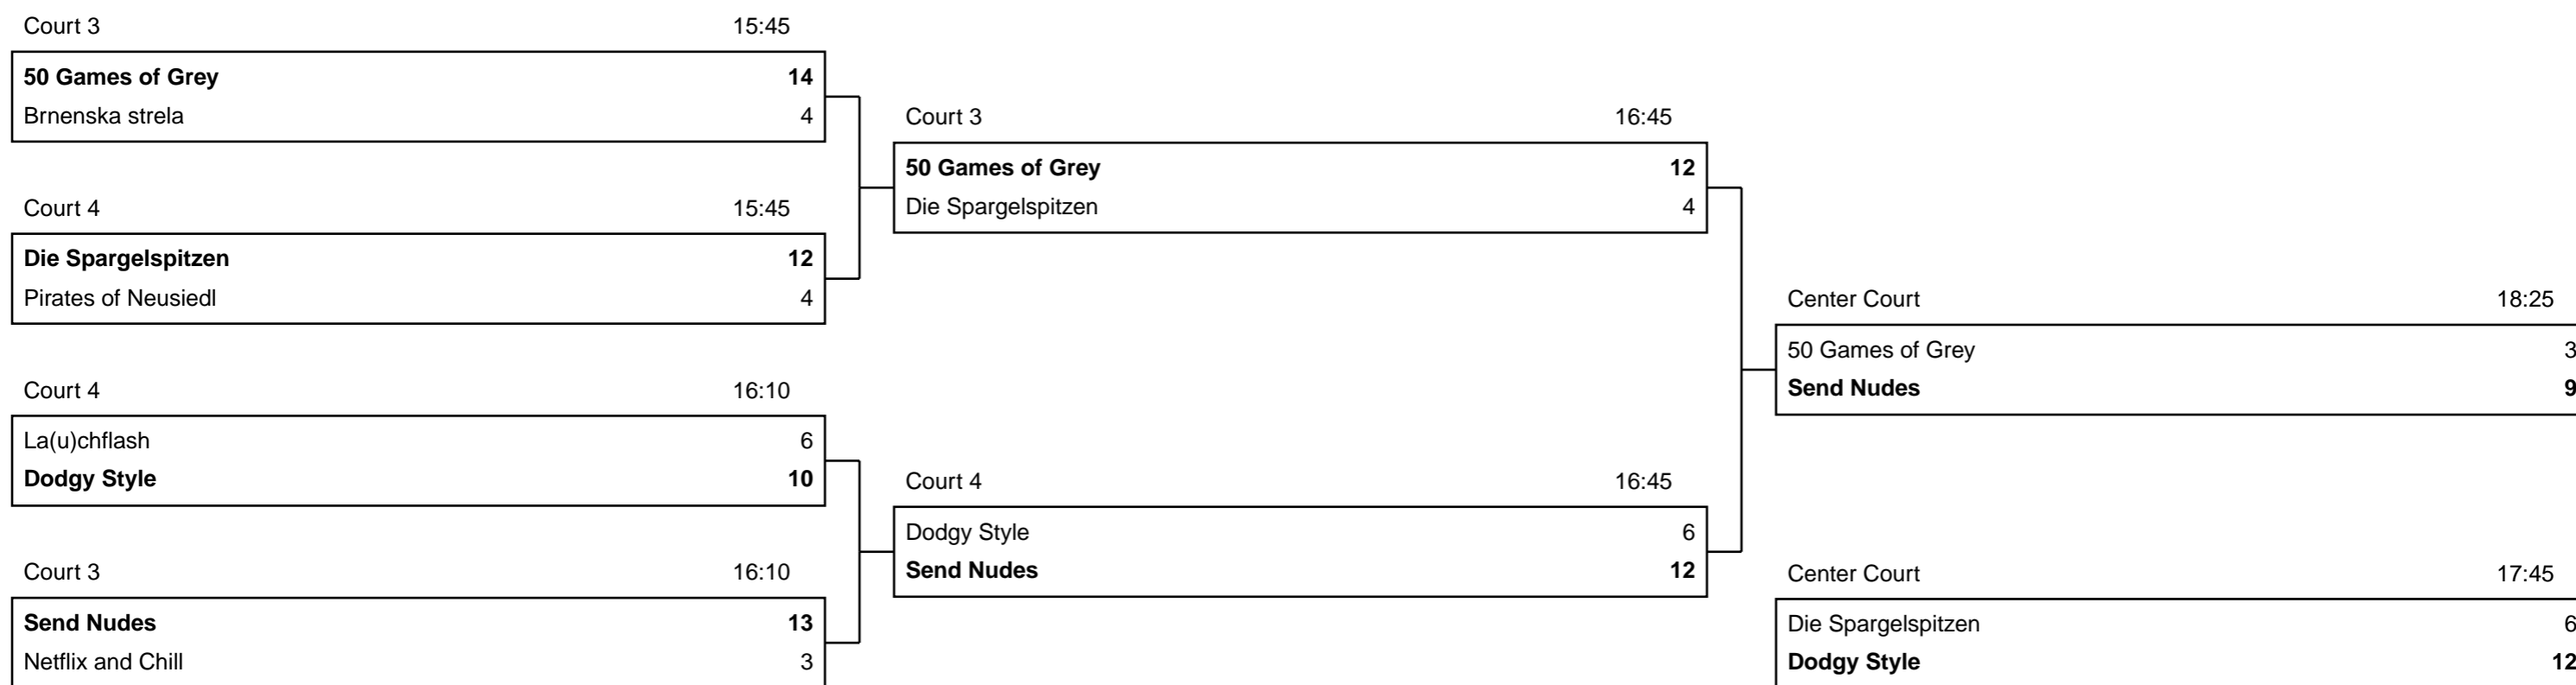 Court 3 15:45
50 Games of Grey 14
Brnenska strela 4
Court 4 15:45
Die Spargelspitzen 12
Pirates of Neusiedl 4
Court 4 16:10
La(u)chflash 6
Dodgy Style 10
Court 3 16:10
Send Nudes 13
Netflix and Chill 3
Court 3 16:45
50 Games of Grey 12
Die Spargelspitzen 4
Court 4 16:45
Dodgy Style 6
Send Nudes 12
Center Court 18:25
50 Games of Grey 3
Send Nudes 9
Center Court 17:45
Die Spargelspitzen 6
Dodgy Style 12